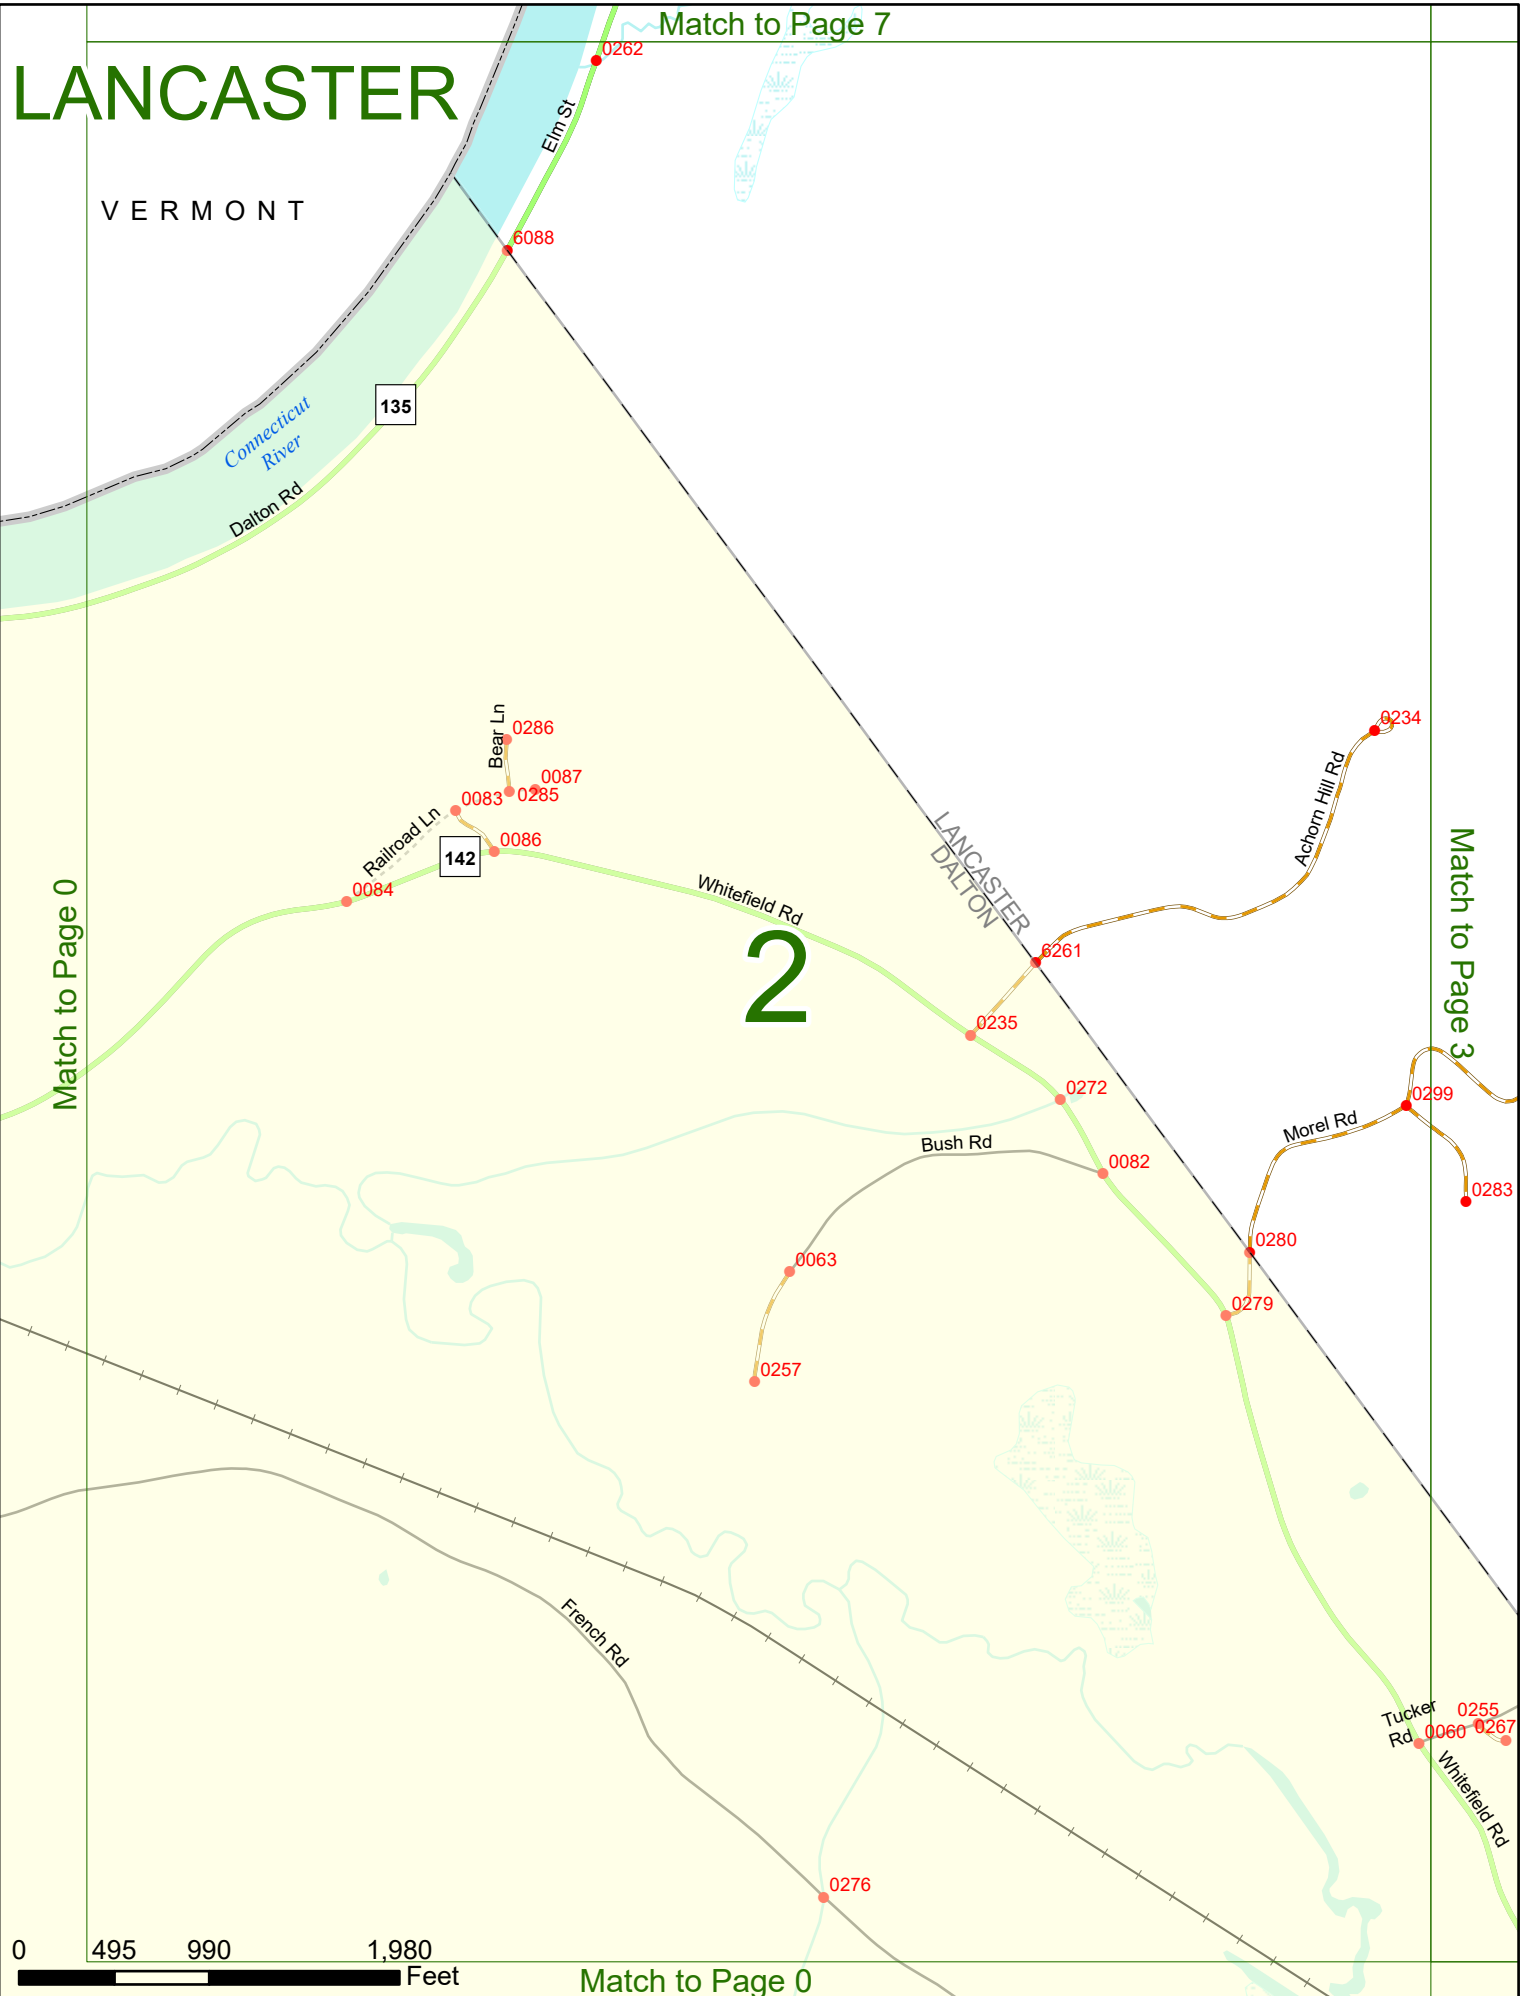 Match to Page 7
0262
LANCASTER
Elm St
VERMONT
6088
135
Connecticut
River
Dalton Rd
0286
Bear Ln
0234
0087
0285
0083
Achorn Hill Rd
Railroad Ln
0086
142
LANCASTER
DALTON
0084
Whitefield Rd
Match to Page 0
Match to Page 3
2
6261
0235
0272
0299
Morel Rd
Bush Rd
0082
0283
0280
0063
0279
0257
French Rd
Tucker
Rd
0255
0060
0267
Whitefield Rd
0276
0 495 990 1,980
Feet
Match to Page 0